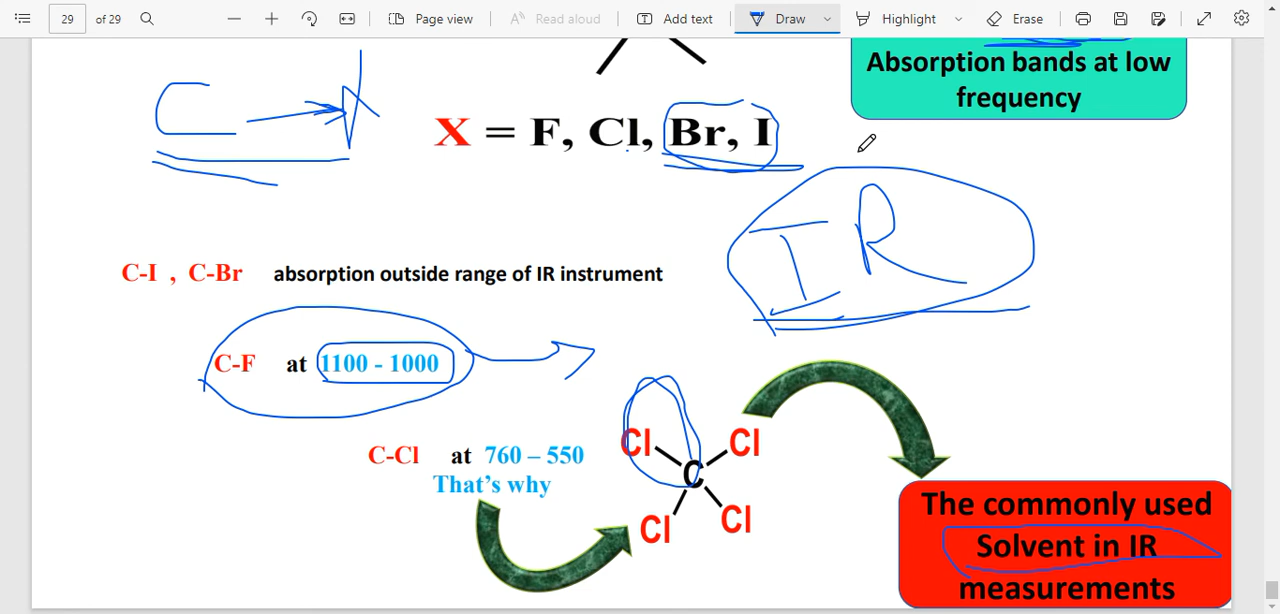 29 of 29 Page view Read aloud Add text Draw Highlight Erase
Absorption bands at low
frequency
C
X = F, Cl, Br, I
IR
C-I , C-Br absorption outside range of IR instrument
C-F at 1100 - 1000
C-Cl at 760 – 550
That's why
Cl Cl
C
Cl Cl
The commonly used
Solvent in IR
measurements